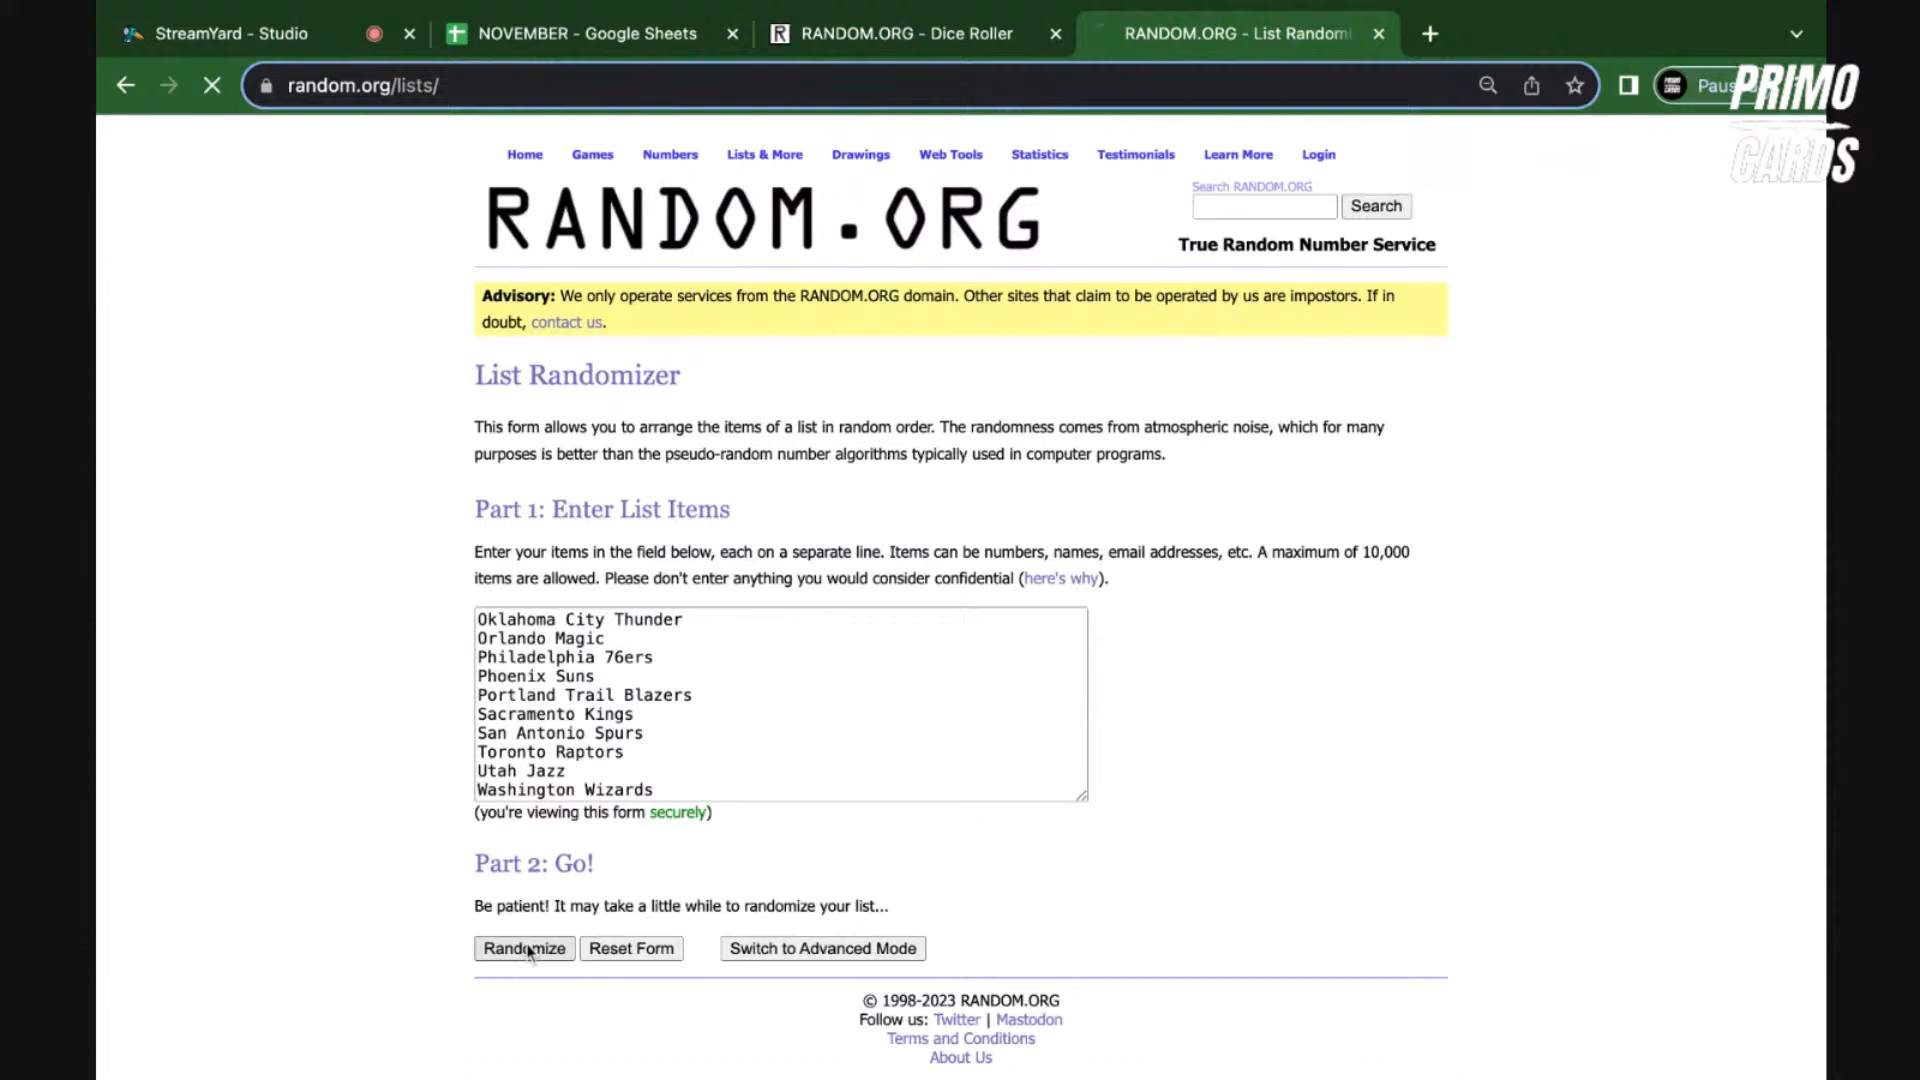 StreamYard - Studio
NOVEMBER - Google Sheets
RANDOM.ORG - Dice Roller
RANDOM.ORG - List Randomi
random.org/lists/
Paus
PRIMO
CARDS
Home Games Numbers Lists & More Drawings Web Tools Statistics Testimonials Learn More Login
RANDOM.ORG
Search RANDOM.ORG
Search
True Random Number Service
Advisory: We only operate services from the RANDOM.ORG domain. Other sites that claim to be operated by us are impostors. If in
doubt, contact us.
List Randomizer
This form allows you to arrange the items of a list in random order. The randomness comes from atmospheric noise, which for many
purposes is better than the pseudo-random number algorithms typically used in computer programs.
Part 1: Enter List Items
Enter your items in the field below, each on a separate line. Items can be numbers, names, email addresses, etc. A maximum of 10,000
items are allowed. Please don't enter anything you would consider confidential (here's why).
Oklahoma City Thunder
Orlando Magic
Philadelphia 76ers
Phoenix Suns
Portland Trail Blazers
Sacramento Kings
San Antonio Spurs
Toronto Raptors
Utah Jazz
Washington Wizards
(you're viewing this form securely)
Part 2: Go!
Be patient! It may take a little while to randomize your list...
Randomize Reset Form Switch to Advanced Mode
© 1998-2023 RANDOM.ORG
Follow us: Twitter | Mastodon
Terms and Conditions
About Us